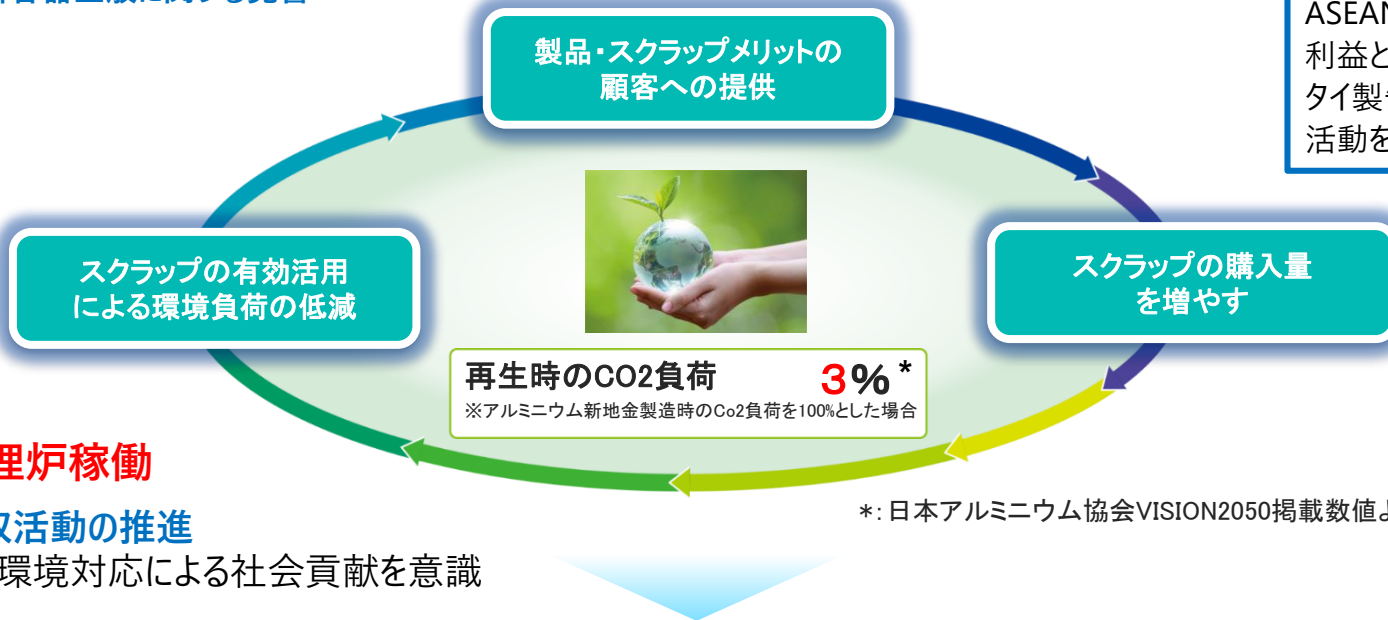 製品・スクラップメリットの
顧客への提供
ASEAN
利益と
タイ製
活動を
スクラップの有効活用
による環境負荷の低減
スクラップの購入量
を増やす
再生時のCO2負荷 3%*
※アルミニウム新地金製造時のCo2負荷を100%とした場合
理炉稼働
活動の推進
環境対応による社会貢献を意識
*:日本アルミニウム協会VISION2050掲載数値よ